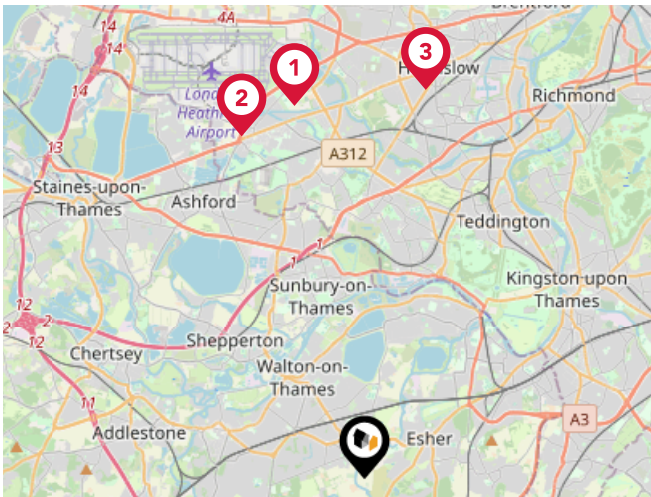 Brentford
4A
14
14
3
1
Hounslow
14
2
London
Heathrow
Airport
Richmond
13
A312
Staines-upon-
Thames
Ashford
Teddington
1
1
Kingston upon
Thames
Sunbury-on-
Thames
12
2
2
12
Shepperton
Chertsey
Walton-on-
Thames
11
A3
Addlestone
Esher